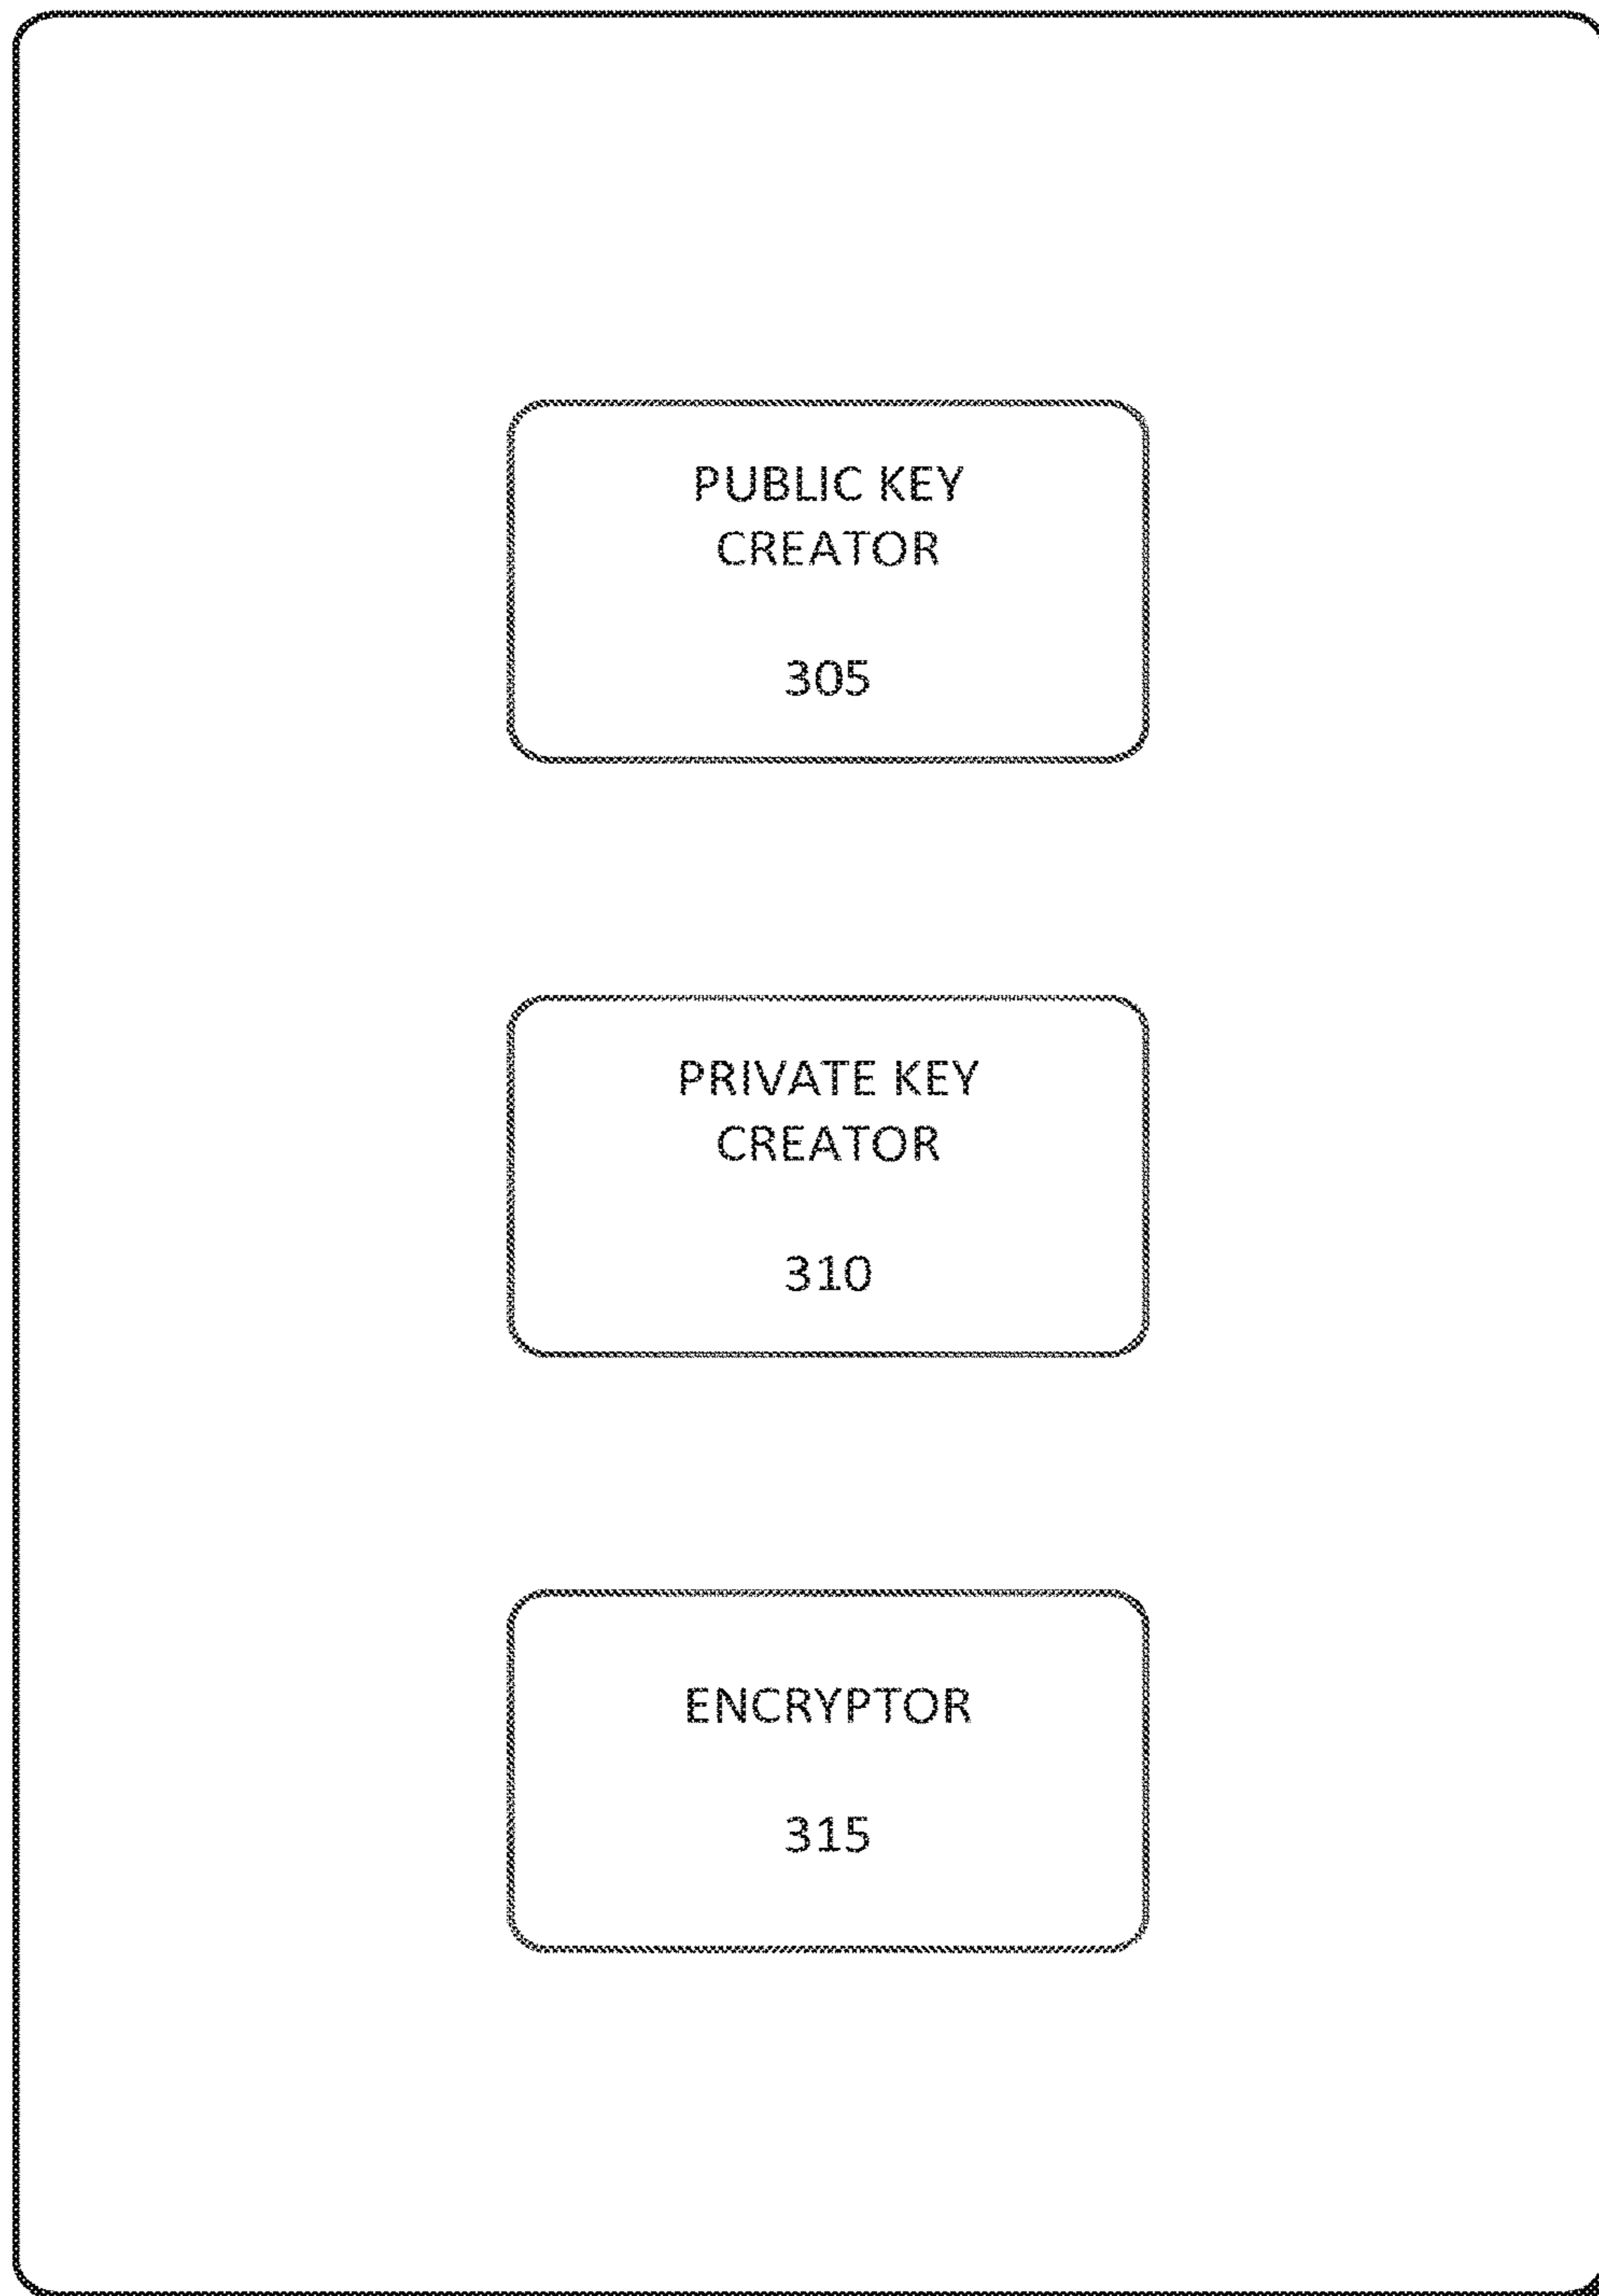 PUBLIC KEY
CREATOR
305
PRIVATE KEY
CREATOR
310
ENCRYPTOR
315